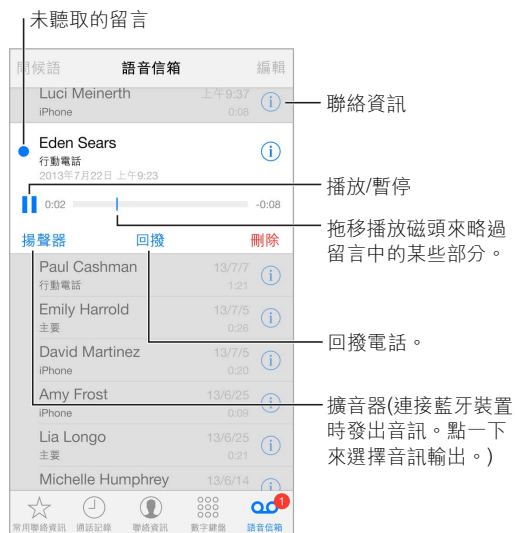 未聽取的留言
問候語 語音信箱 編輯
Luci Meinerth 上午9:37
iPhone 0:06
聯絡資訊
Eden Sears
行動電話
2013年7月22日 上午9:23
播放/暫停
0:02 -0:08
拖移播放磁頭來略過
留言中的某些部分。
揚聲器 回撥 刪除
Paul Cashman 13/7/7
行動電話 1:21
Emily Harrold 13/7/5
主要 0:26
回撥電話。
David Martinez 13/7/5
iPhone 0:20
Amy Frost 13/6/25
iPhone 0:09
擴音器(連接藍牙裝置
時發出音訊。點一下
來選擇音訊輸出。)
Lia Longo 13/6/25
主要 0:21
Michelle Humphrey 13/6/14
1
常用聯絡資訊 通話記錄 聯絡資訊 數字鍵盤 語音信箱